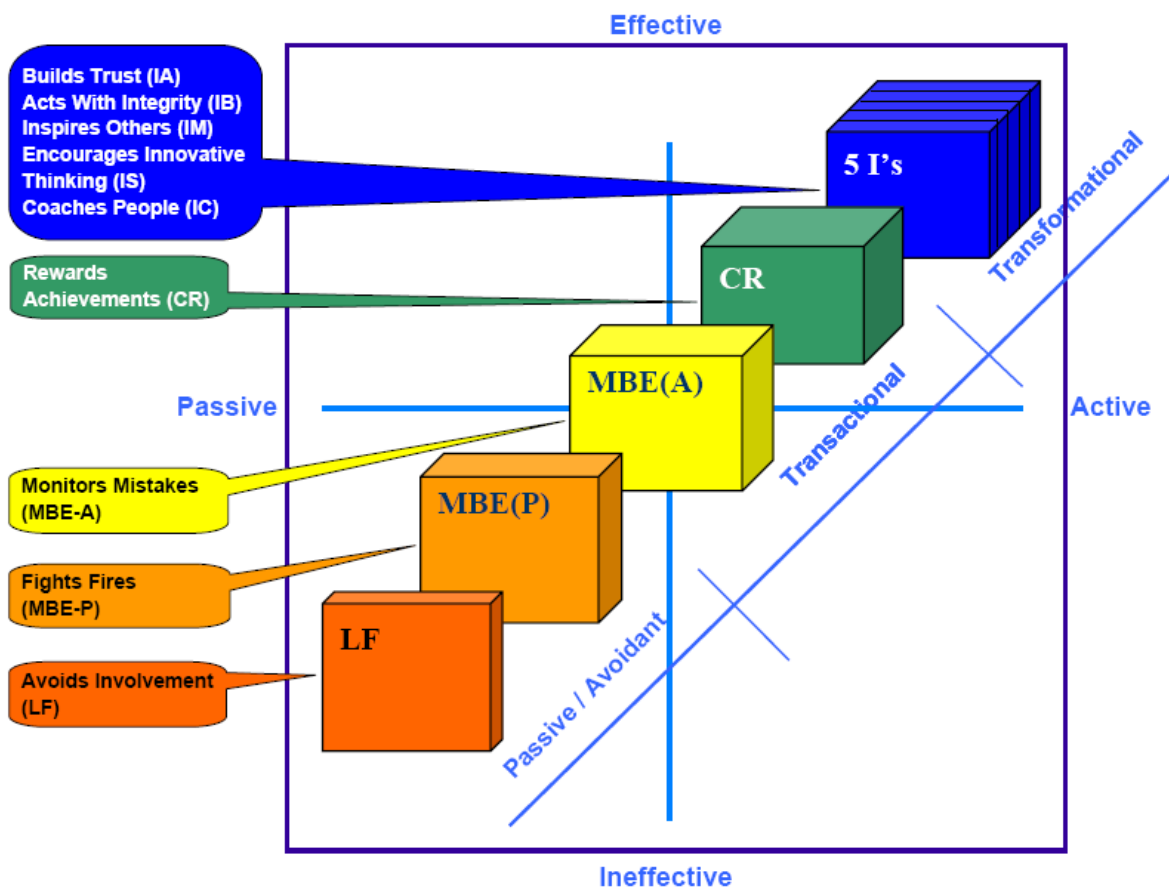 Effective
Builds Trust (IA)
Acts With Integrity (IB)
Inspires Others (IM)
Encourages Innovative
Thinking (IS)
Coaches People (IC)
5 I's
Transformational
Rewards
Achievements (CR)
CR
MBE(A)
Transactional
Passive
Active
Monitors Mistakes
(MBE-A)
MBE(P)
Fights Fires
(MBE-P)
LF
Passive / Avoidant
Avoids Involvement
(LF)
Ineffective